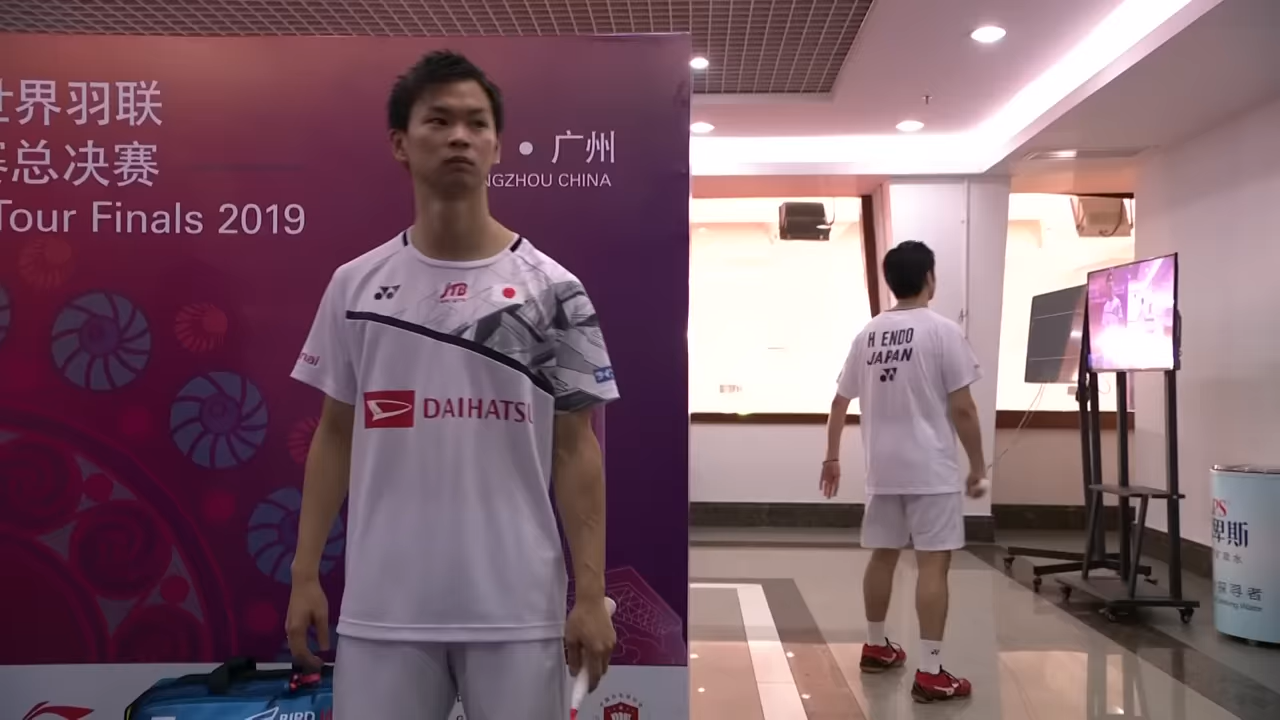 世界羽联
赛总决赛
Tour Finals 2019
• 广州
NGZHOU CHINA
JTB
DAIHATSU
H. ENDO
JAPAN
BIRD